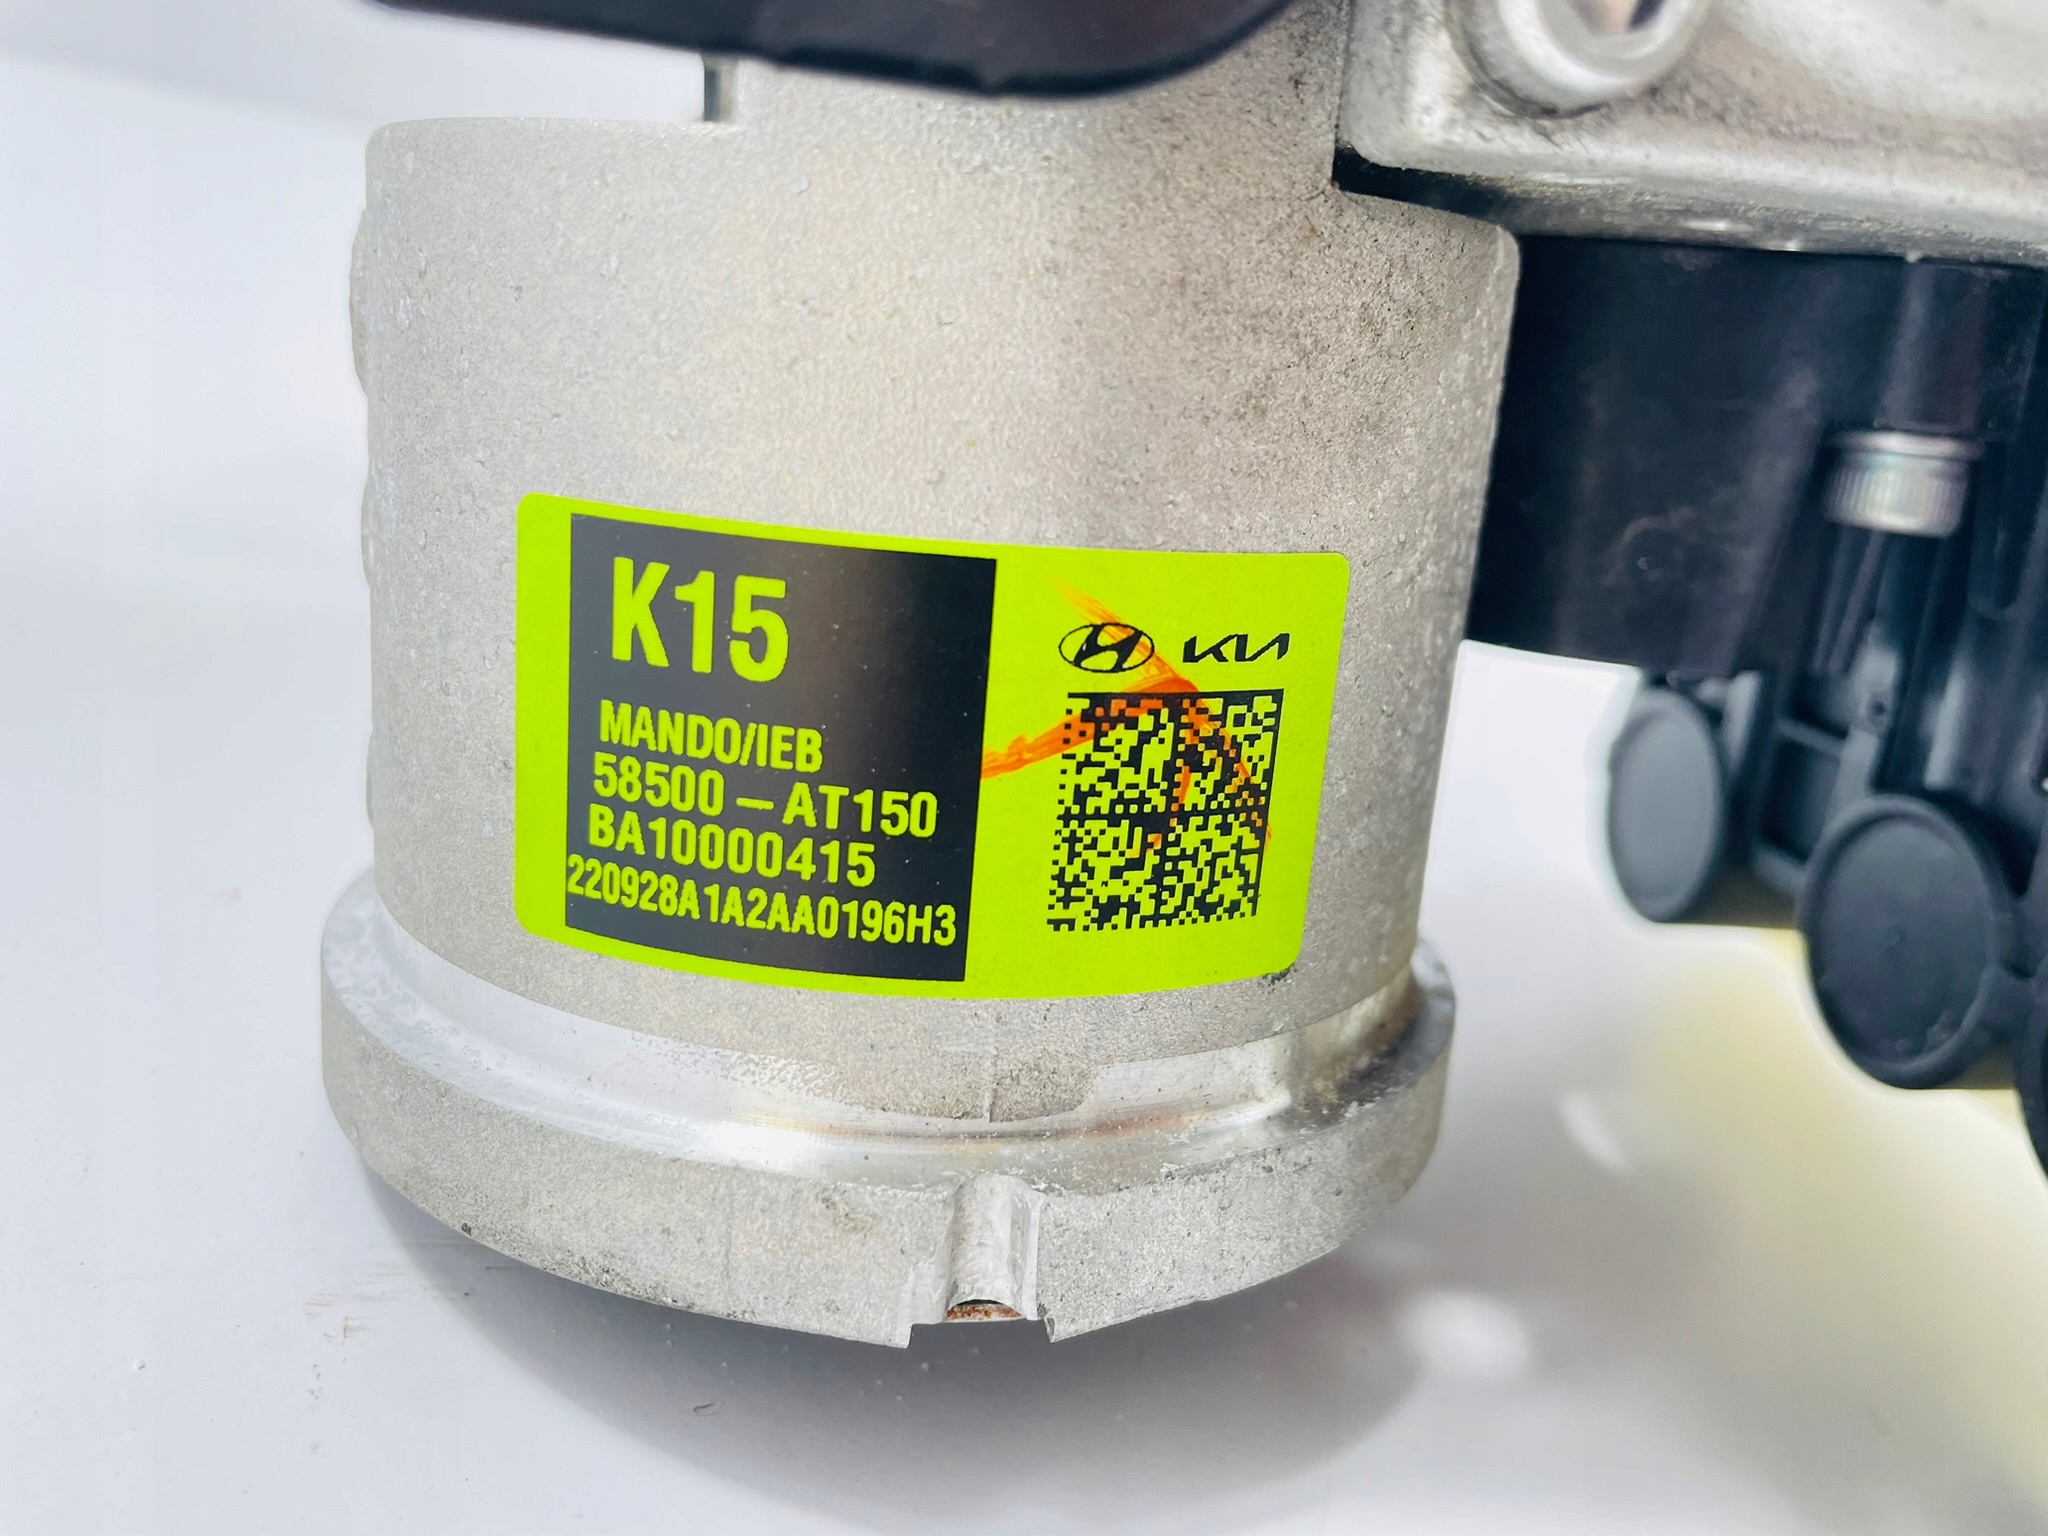 K15
MANDO/IEB
58500 – AT150
BA10000415
220928A1A2AA0196H3
KIA